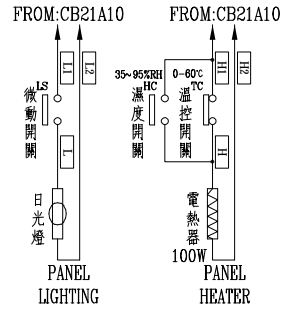 FROM:CB21A10
FROM:CB21A10
L1
L2
LS
微動開關
L
日光燈
PANEL
LIGHTING
35~95%RH
HC
濕度開關
0-60℃
TC
溫控開關
H1
H2
H
電熱器
100W
PANEL
HEATER